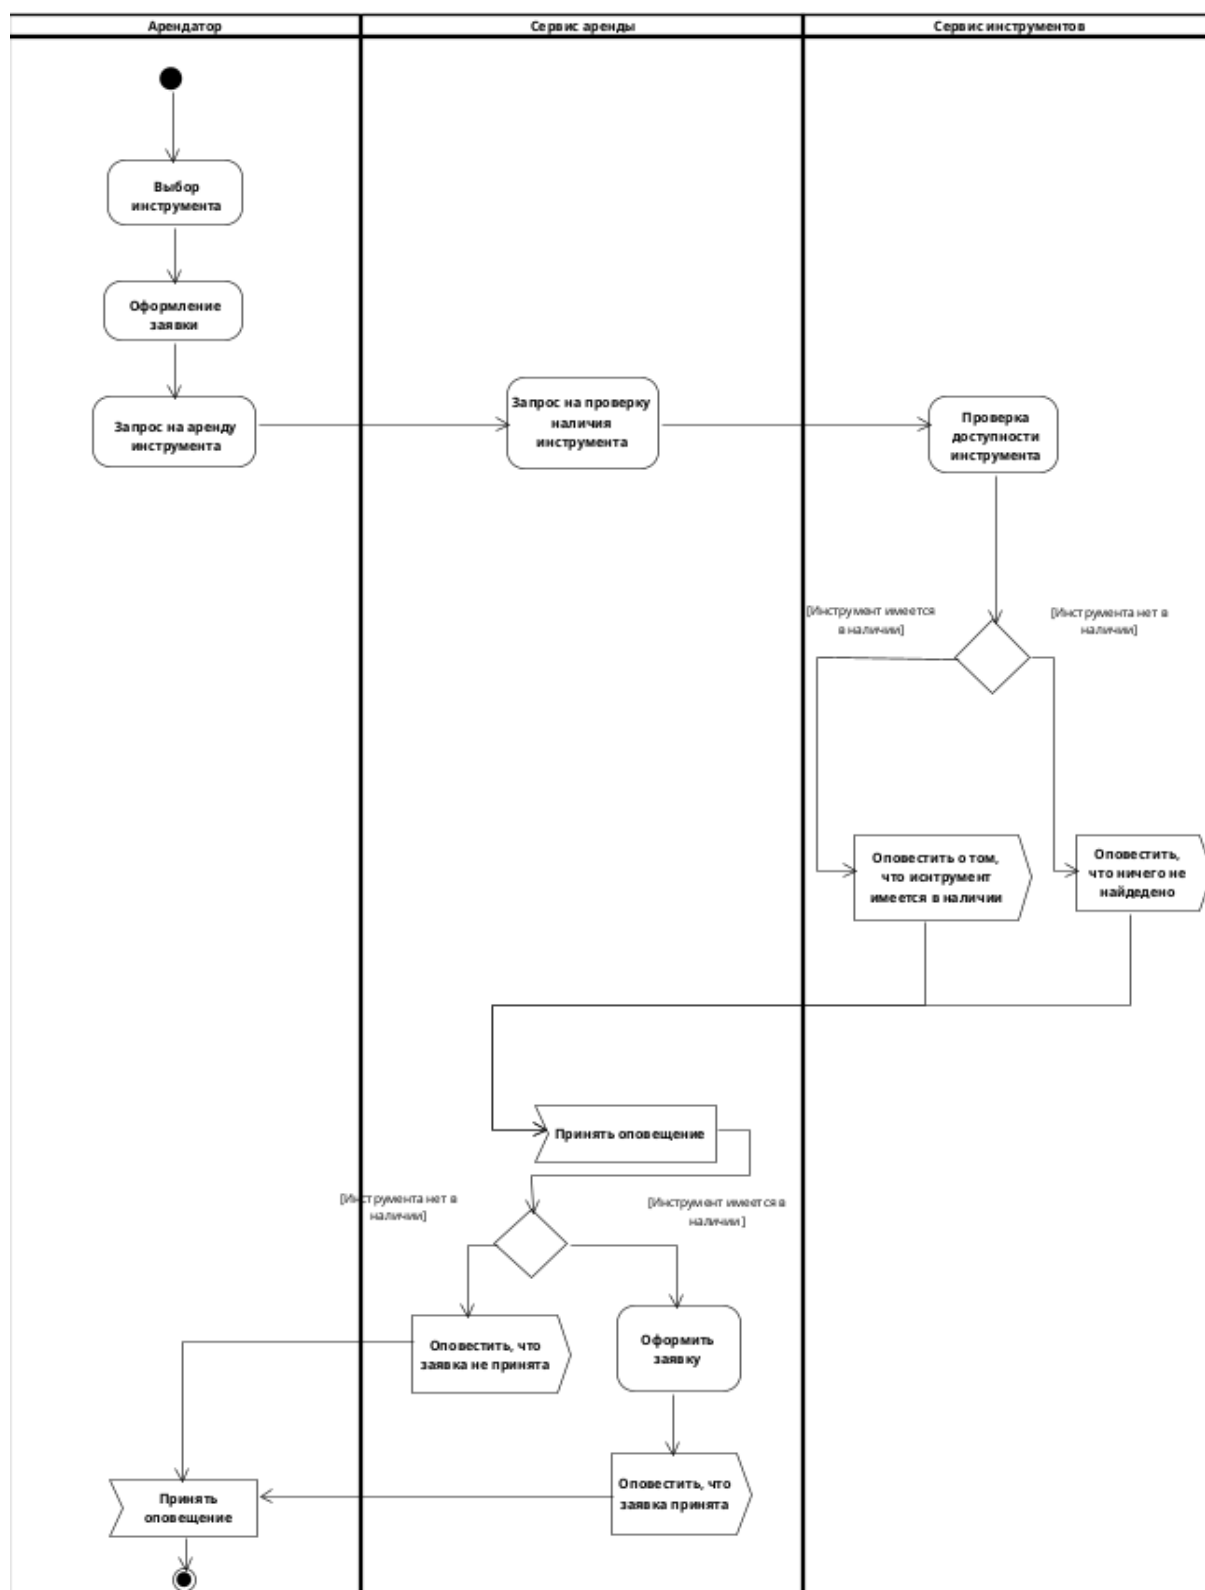 Арендатор
Сервис аренды
Сервис инструментов
Выбор
инструмента
Оформление
заявки
Запрос на аренду
инструмента
Запрос на проверку
наличия
инструмента
Проверка
доступности
инструмента
[Инструмент имеется
в наличии]
[Инструмента нет в
наличии]
Оповестить о том,
что иснтрумент
имеется в наличии
Оповестить,
что ничего не
найдедено
Принять оповещение
[Инструмента нет в
наличии]
[Инструмент имеется в
наличии ]
Оповестить, что
заявка не принята
Оформить
заявку
Оповестить, что
заявка принята
Принять
оповещение